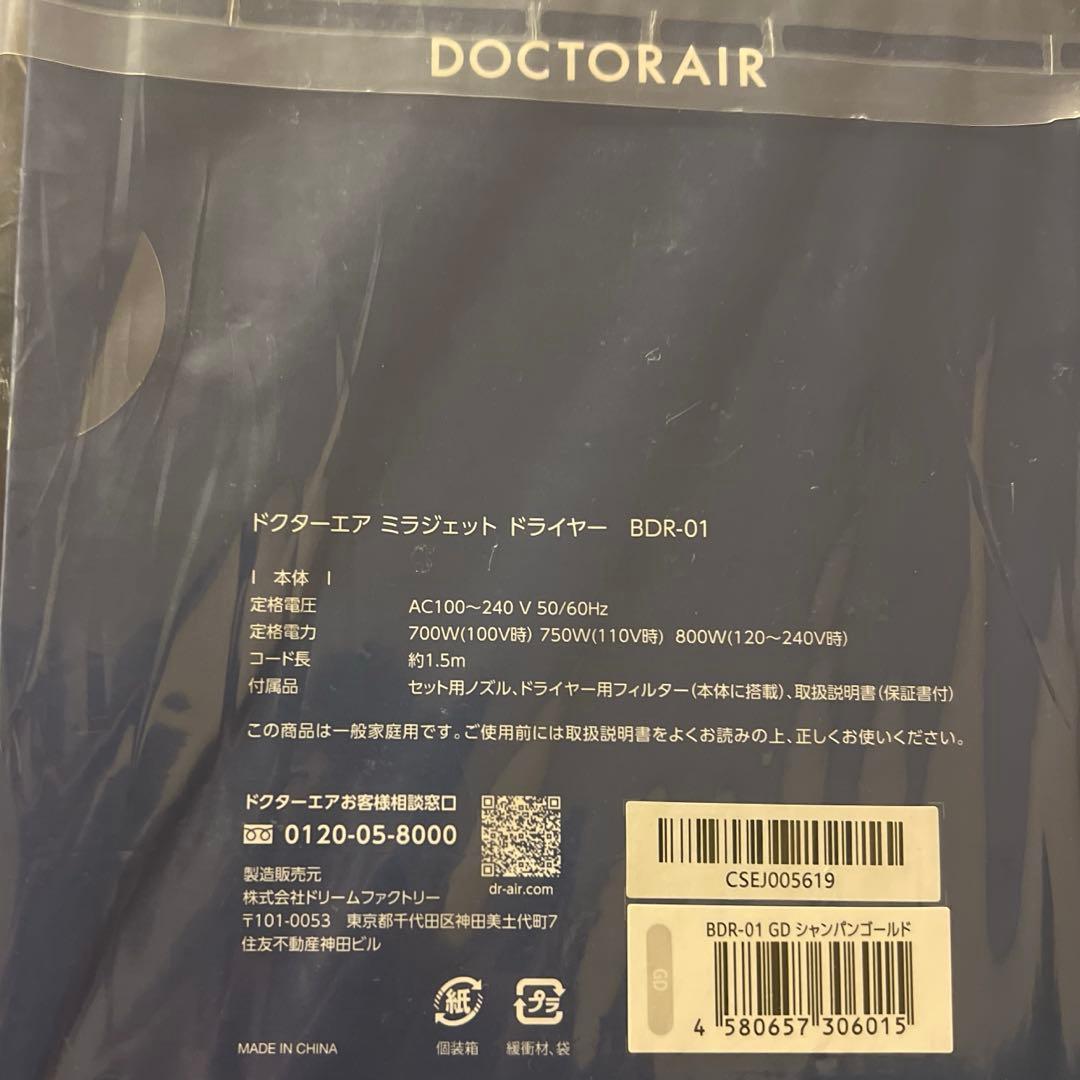 DOCTORAIR
ドクターエア ミラジェット ドライヤー BDR-01
| 本体 |
定格電圧 AC100～240 V 50/60Hz
定格電力 700W(100V時) 750W(110V時) 800W(120～240V時)
コード長 約1.5m
付属品 セット用ノズル、ドライヤー用フィルター(本体に搭載)、取扱説明書(保証書付)
この商品は一般家庭用です。ご使用前には取扱説明書をよくお読みの上、正しくお使いください。
ドクターエアお客様相談窓口
0120-05-8000
dr-air.com
製造販売元
株式会社ドリームファクトリー
〒101-0053 東京都千代田区神田美土代町7
住友不動産神田ビル
CSEJ005619
BDR-01 GD シャンパンゴールド
GD
4 580657 306015
紙
プラ
MADE IN CHINA 個装箱 緩衝材、袋